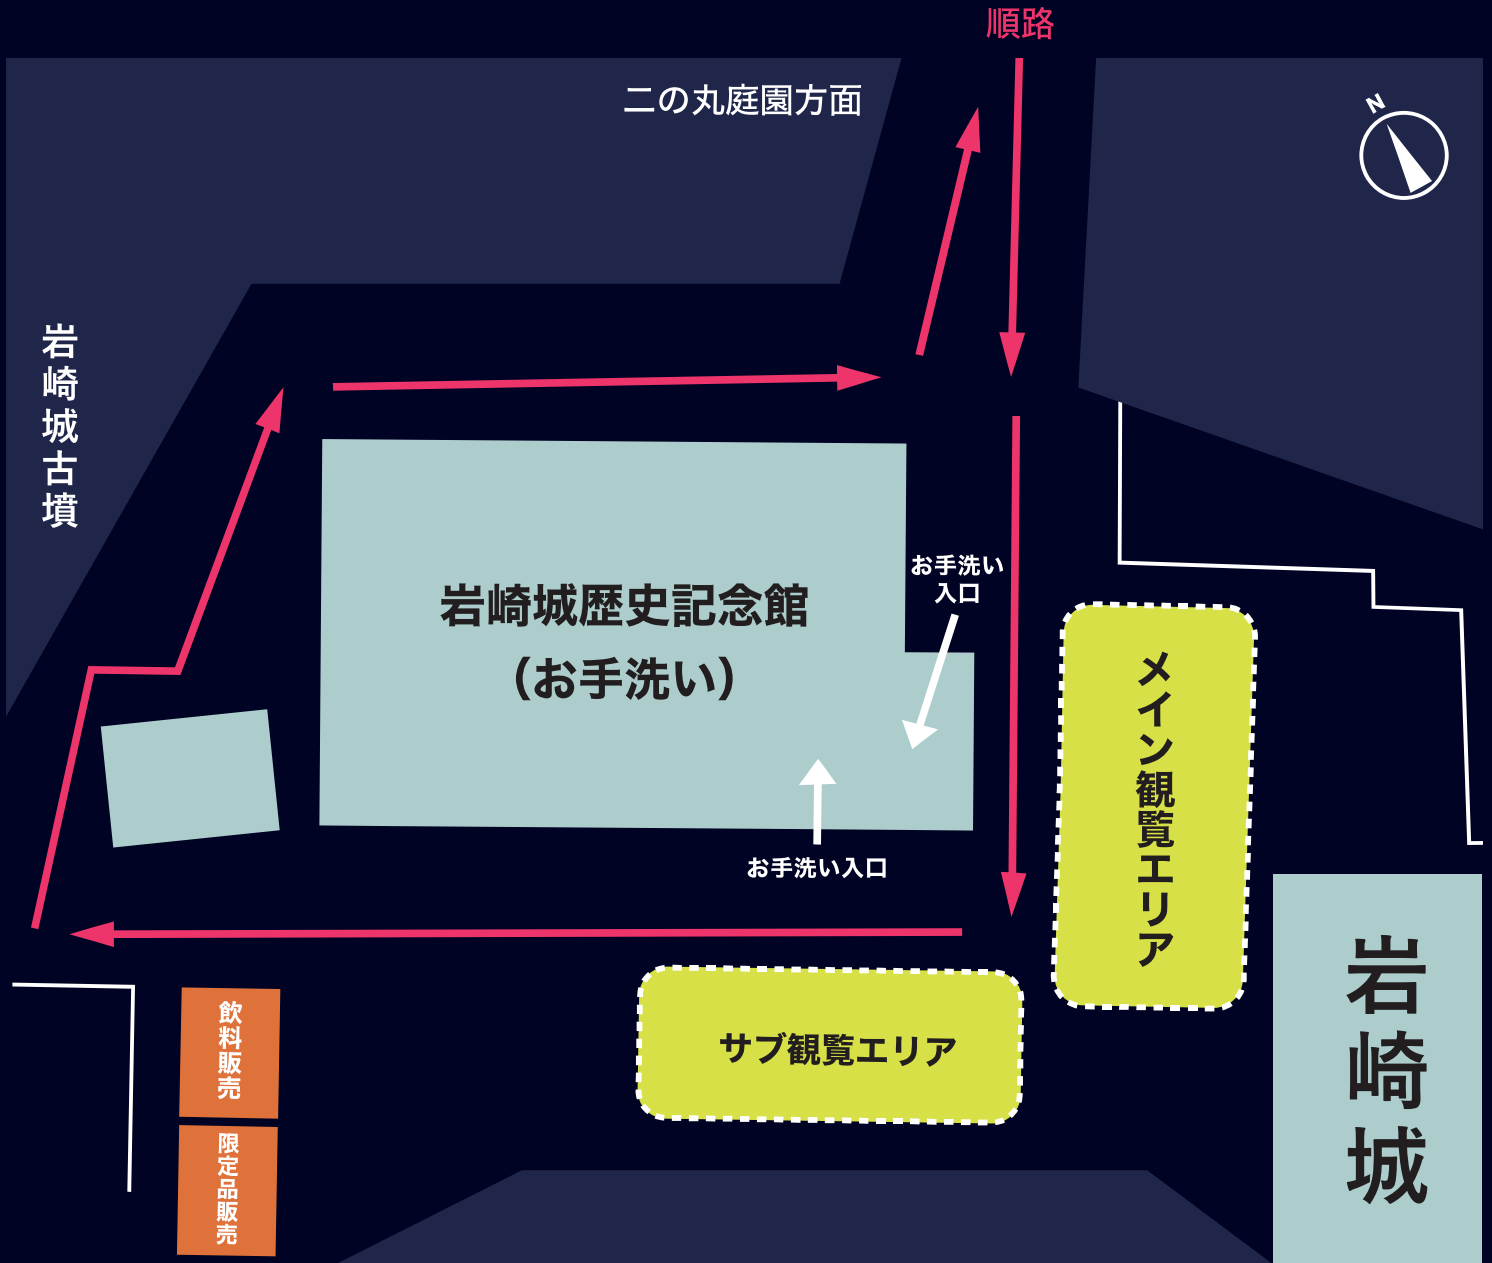 順路
二の丸庭園方面
N
岩崎城古墳
岩崎城歴史記念館
(お手洗い)
お手洗い
入口
お手洗い入口
メイン観覧エリア
サブ観覧エリア
岩崎城
飲料販売
限定品販売